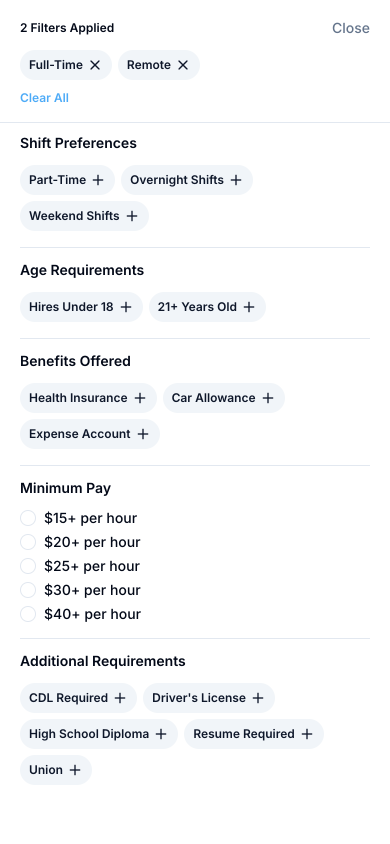 2 Filters Applied Close
Full-Time Remote
Clear All
Shift Preferences
Part-Time Overnight Shifts
Weekend Shifts
Age Requirements
Hires Under 18 21+ Years Old
Benefits Offered
Health Insurance Car Allowance
Expense Account
Minimum Pay
$15+ per hour
$20+ per hour
$25+ per hour
$30+ per hour
$40+ per hour
Additional Requirements
CDL Required Driver's License
High School Diploma Resume Required
Union